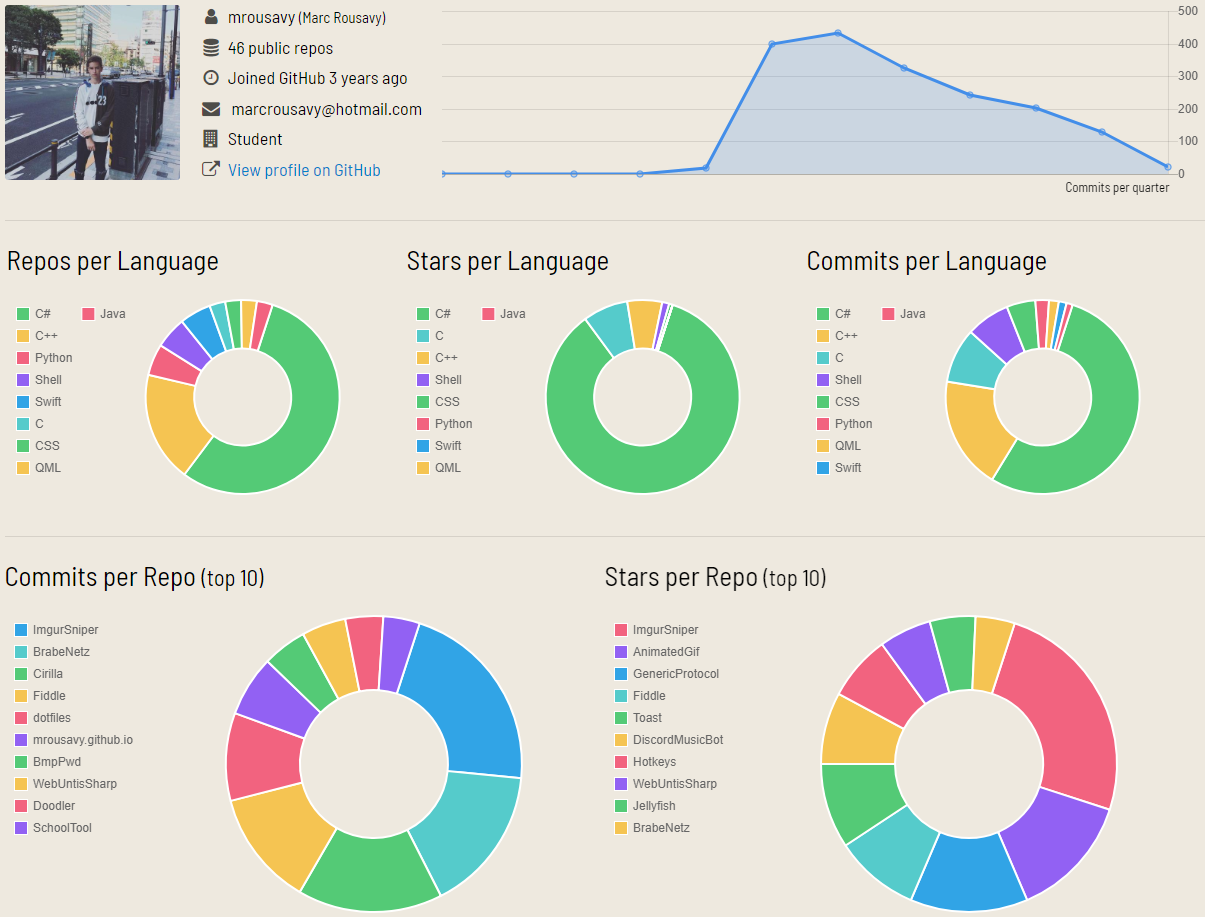 mrousavy (Marc Rousavy)
46 public repos
Joined GitHub 3 years ago
marcrousavy@hotmail.com
Student
View profile on GitHub
23
500
400
300
200
100
0
Commits per quarter
Repos per Language
C#
Java
C++
Python
Shell
Swift
C
CSS
QML
Stars per Language
C#
Java
C
C++
Shell
CSS
Python
Swift
QML
Commits per Language
C#
Java
C++
C
Shell
CSS
Python
QML
Swift
Commits per Repo (top 10)
ImgurSniper
BrabeNetz
Cirilla
Fiddle
dotfiles
mrousavy.github.io
BmpPwd
WebUntisSharp
Doodler
SchoolTool
Stars per Repo (top 10)
ImgurSniper
AnimatedGif
GenericProtocol
Fiddle
Toast
DiscordMusicBot
Hotkeys
WebUntisSharp
Jellyfish
BrabeNetz